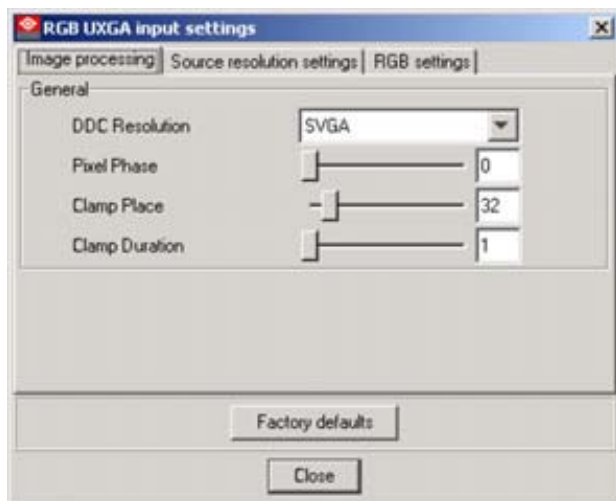 RGB UXGA input settings
Image processing Source resolution settings RGB settings
General
DDC Resolution SVGA
Pixel Phase 0
Clamp Place 32
Clamp Duration 1
Factory defaults
Close